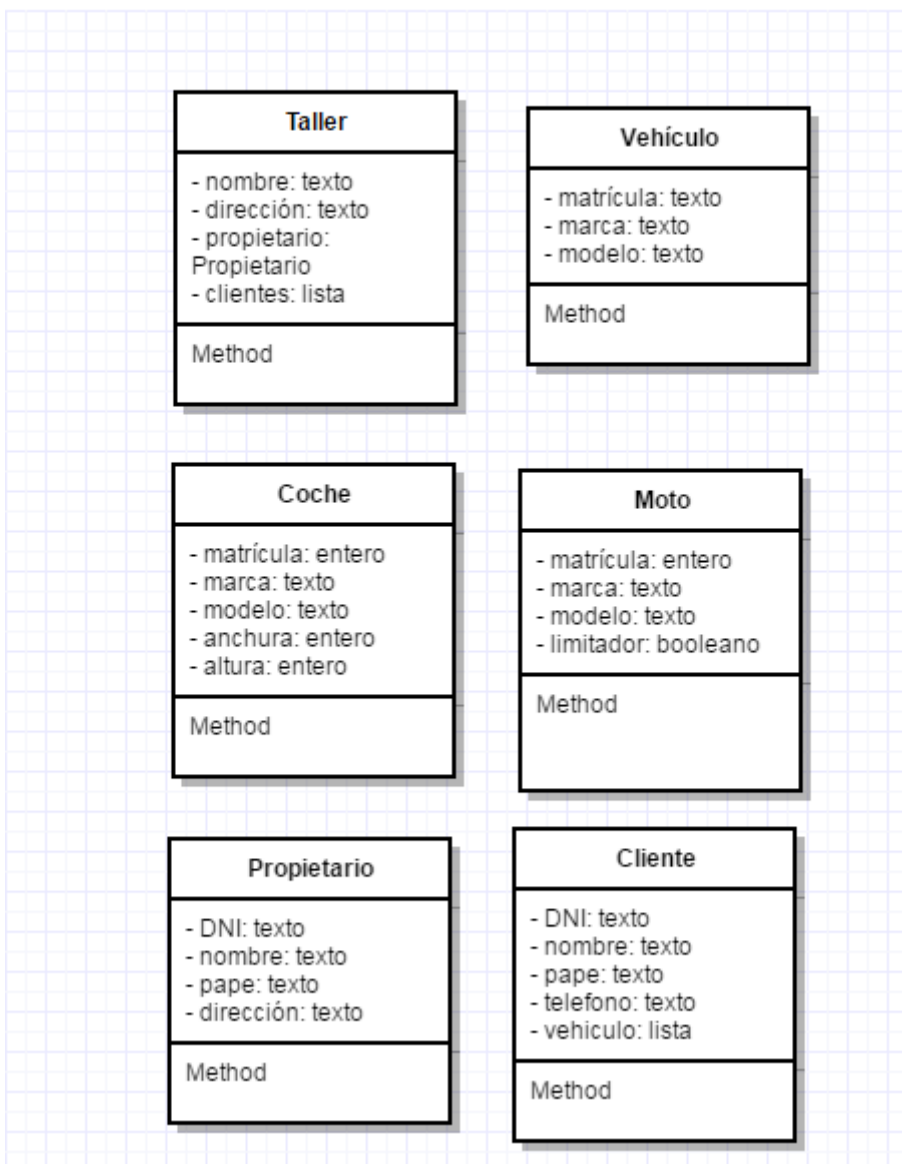 Taller
- nombre: texto
- dirección: texto
- propietario:
Propietario
- clientes: lista
Method
Vehículo
- matrícula: texto
- marca: texto
- modelo: texto
Method
Coche
- matrícula: entero
- marca: texto
- modelo: texto
- anchura: entero
- altura: entero
Method
Moto
- matrícula: entero
- marca: texto
- modelo: texto
- limitador: booleano
Method
Propietario
- DNI: texto
- nombre: texto
- pape: texto
- dirección: texto
Method
Cliente
- DNI: texto
- nombre: texto
- pape: texto
- telefono: texto
- vehiculo: lista
Method